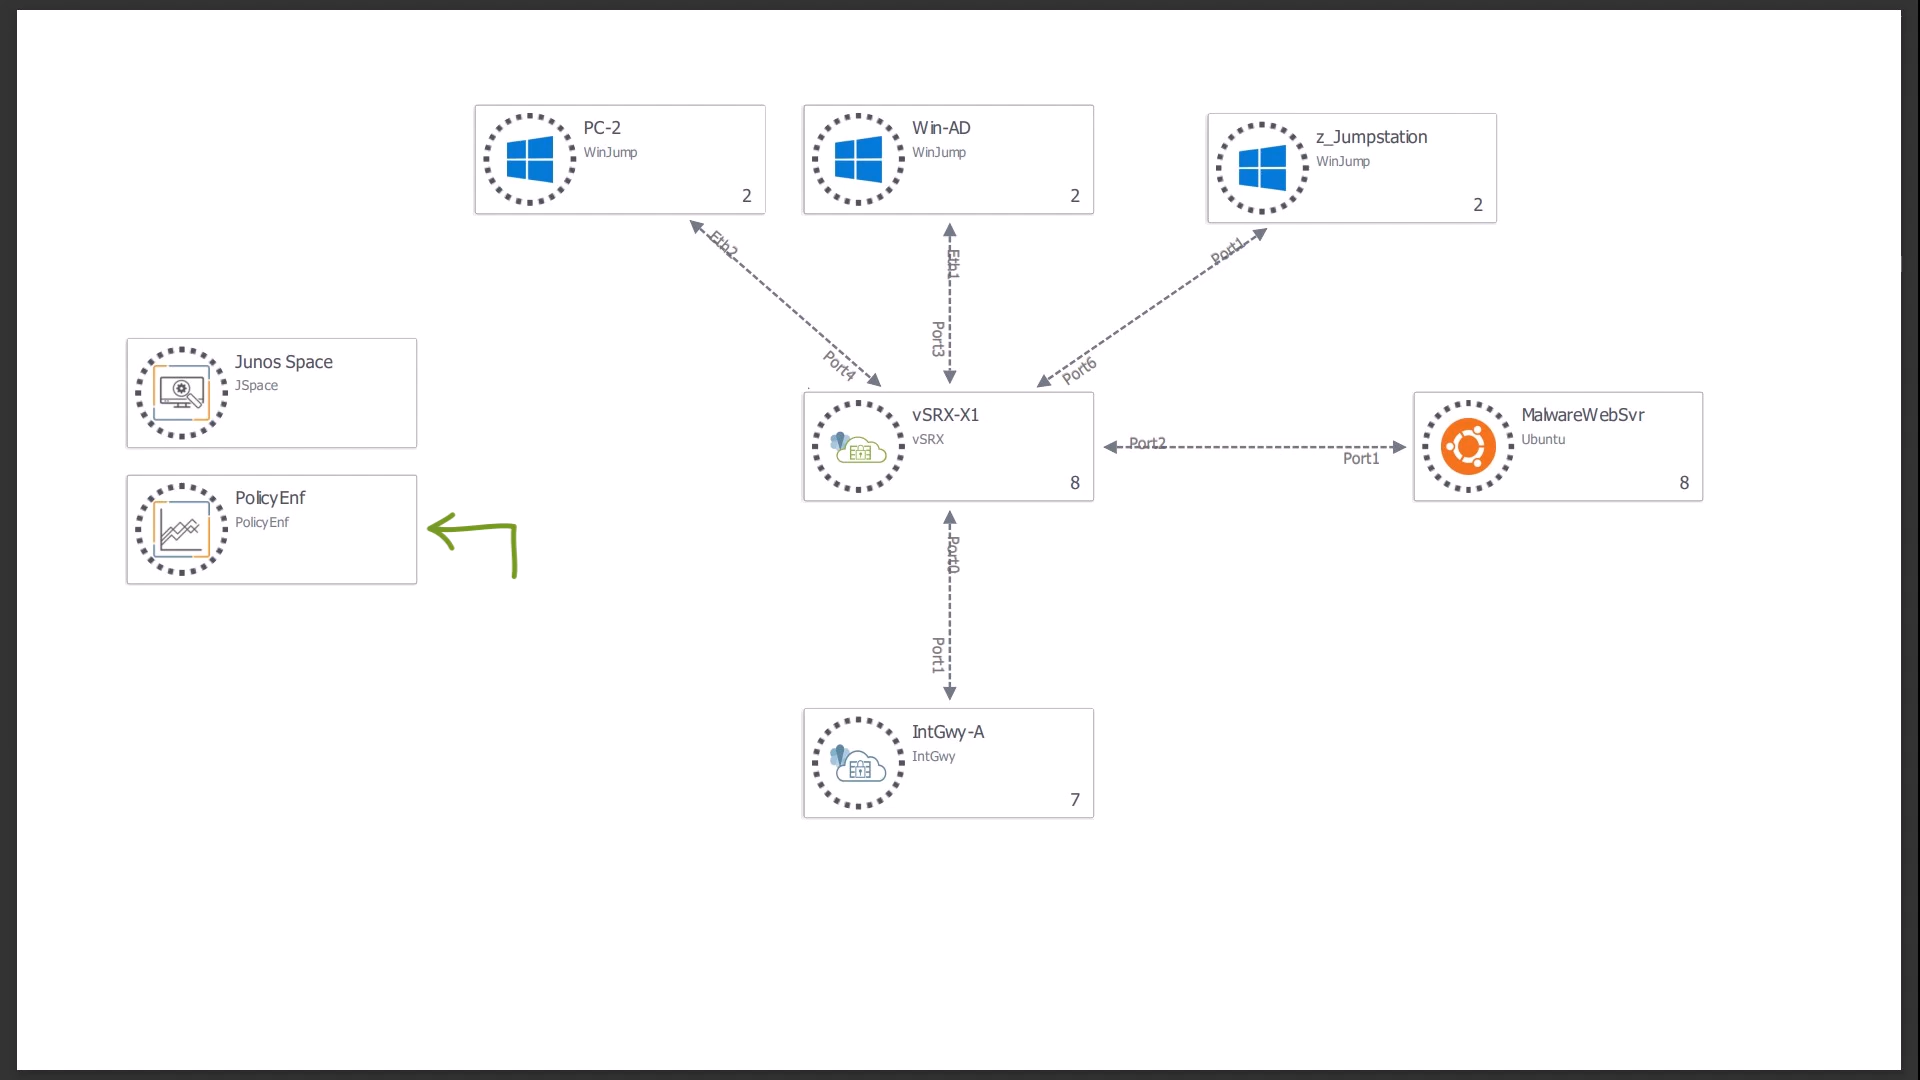 PC-2
WinJump
2
Win-AD
WinJump
2
z_Jumpstation
WinJump
2
Eth2
Eth1
Port1
Port4
Port3
Port6
Junos Space
JSpace
PolicyEnf
PolicyEnf
vSRX-X1
vSRX
8
Port2
Port1
MalwareWebSvr
Ubuntu
8
Port0
Port1
IntGwy-A
IntGwy
7